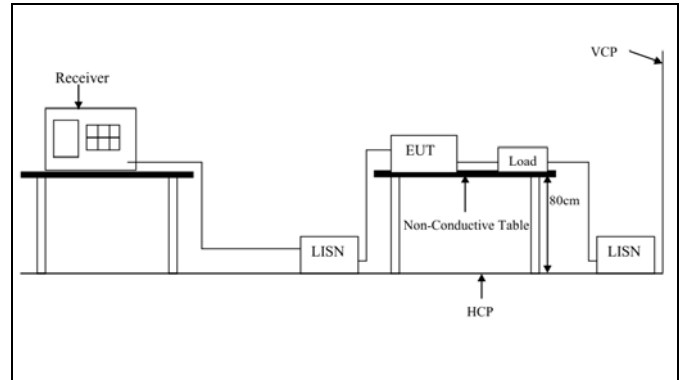 VCP
Receiver
EUT
Load
80cm
Non-Conductive Table
LISN
LISN
HCP